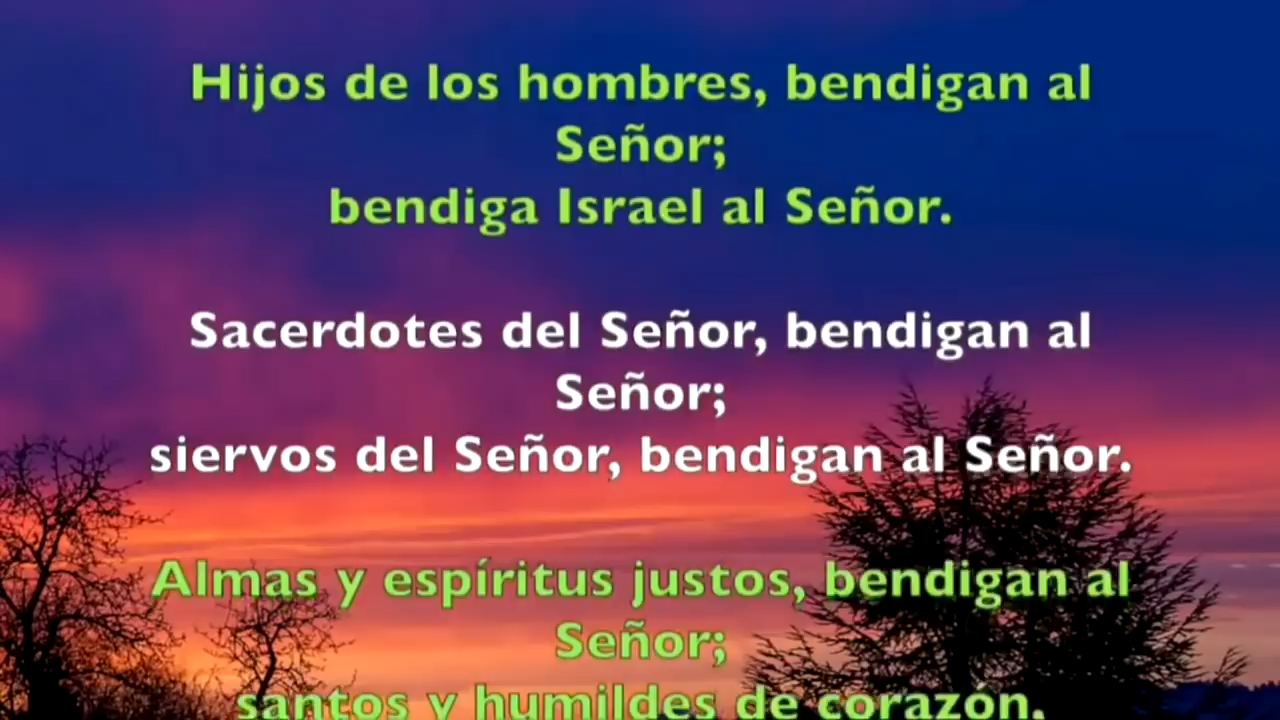 Hijos de los hombres, bendigan al
Señor;
bendiga Israel al Señor.
Sacerdotes del Señor, bendigan al
Señor;
siervos del Señor, bendigan al Señor.
Almas y espíritus justos, bendigan al
Señor;
santos y humildes de corazón,